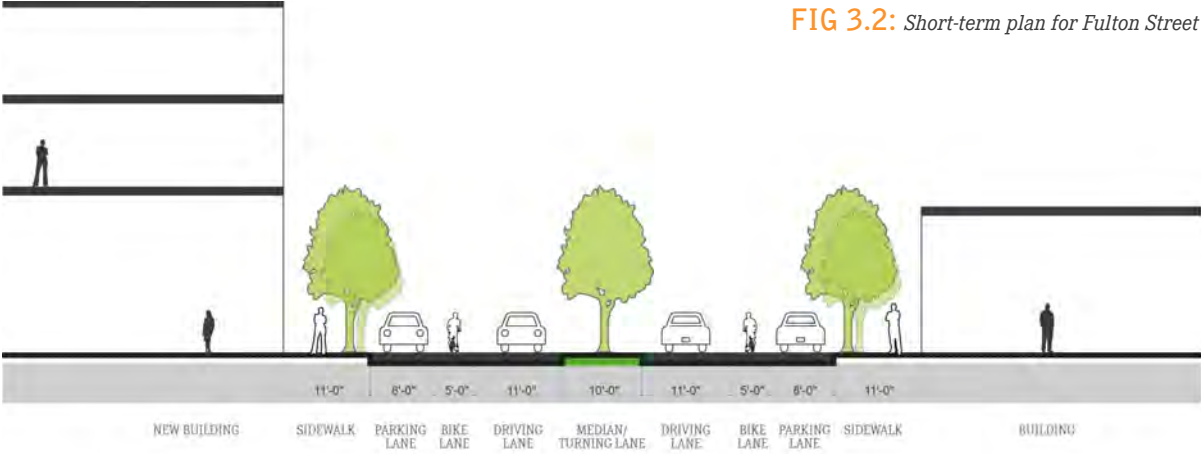 FIG 3.2: Short-term plan for Fulton Street
11'-0" 8'-0" 5'-0" 11'-0" 10'-0" 11'-0" 5'-0" 8'-0" 11'-0"
NEW BUILDING SIDEWALK PARKING BIKE DRIVING MEDIAN/ DRIVING BIKE PARKING SIDEWALK BUILDING
LANE LANE LANE TURNING LANE LANE LANE LANE